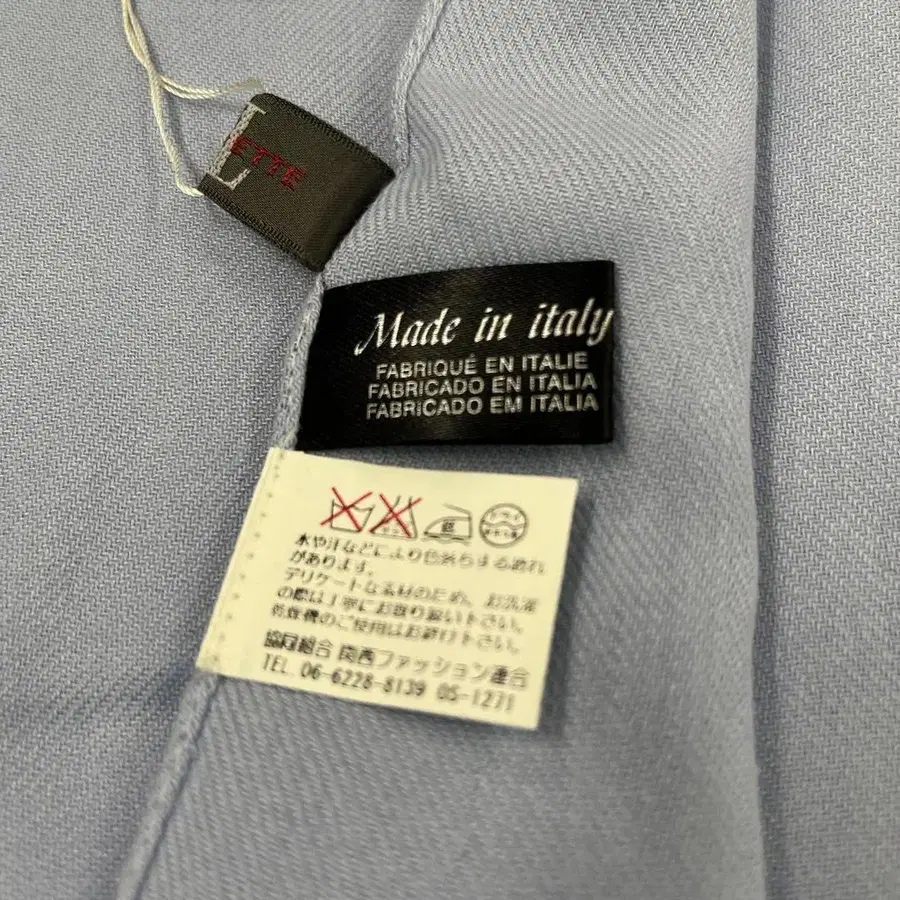 L
ETTE
Made in italy
FABRIQUÉ EN ITALIE
FABRICADO EN ITALIA
FABRICADO EM ITALIA
水や汗などにより色落ちする恐れ
があります。
デリケートな素材のため、お洗濯
の際は丁寧にお取り扱い下さい。
乾燥機のご使用はお避け下さい。
協同組合 関西ファッション連合
TEL 06-6228-8139 05-1271